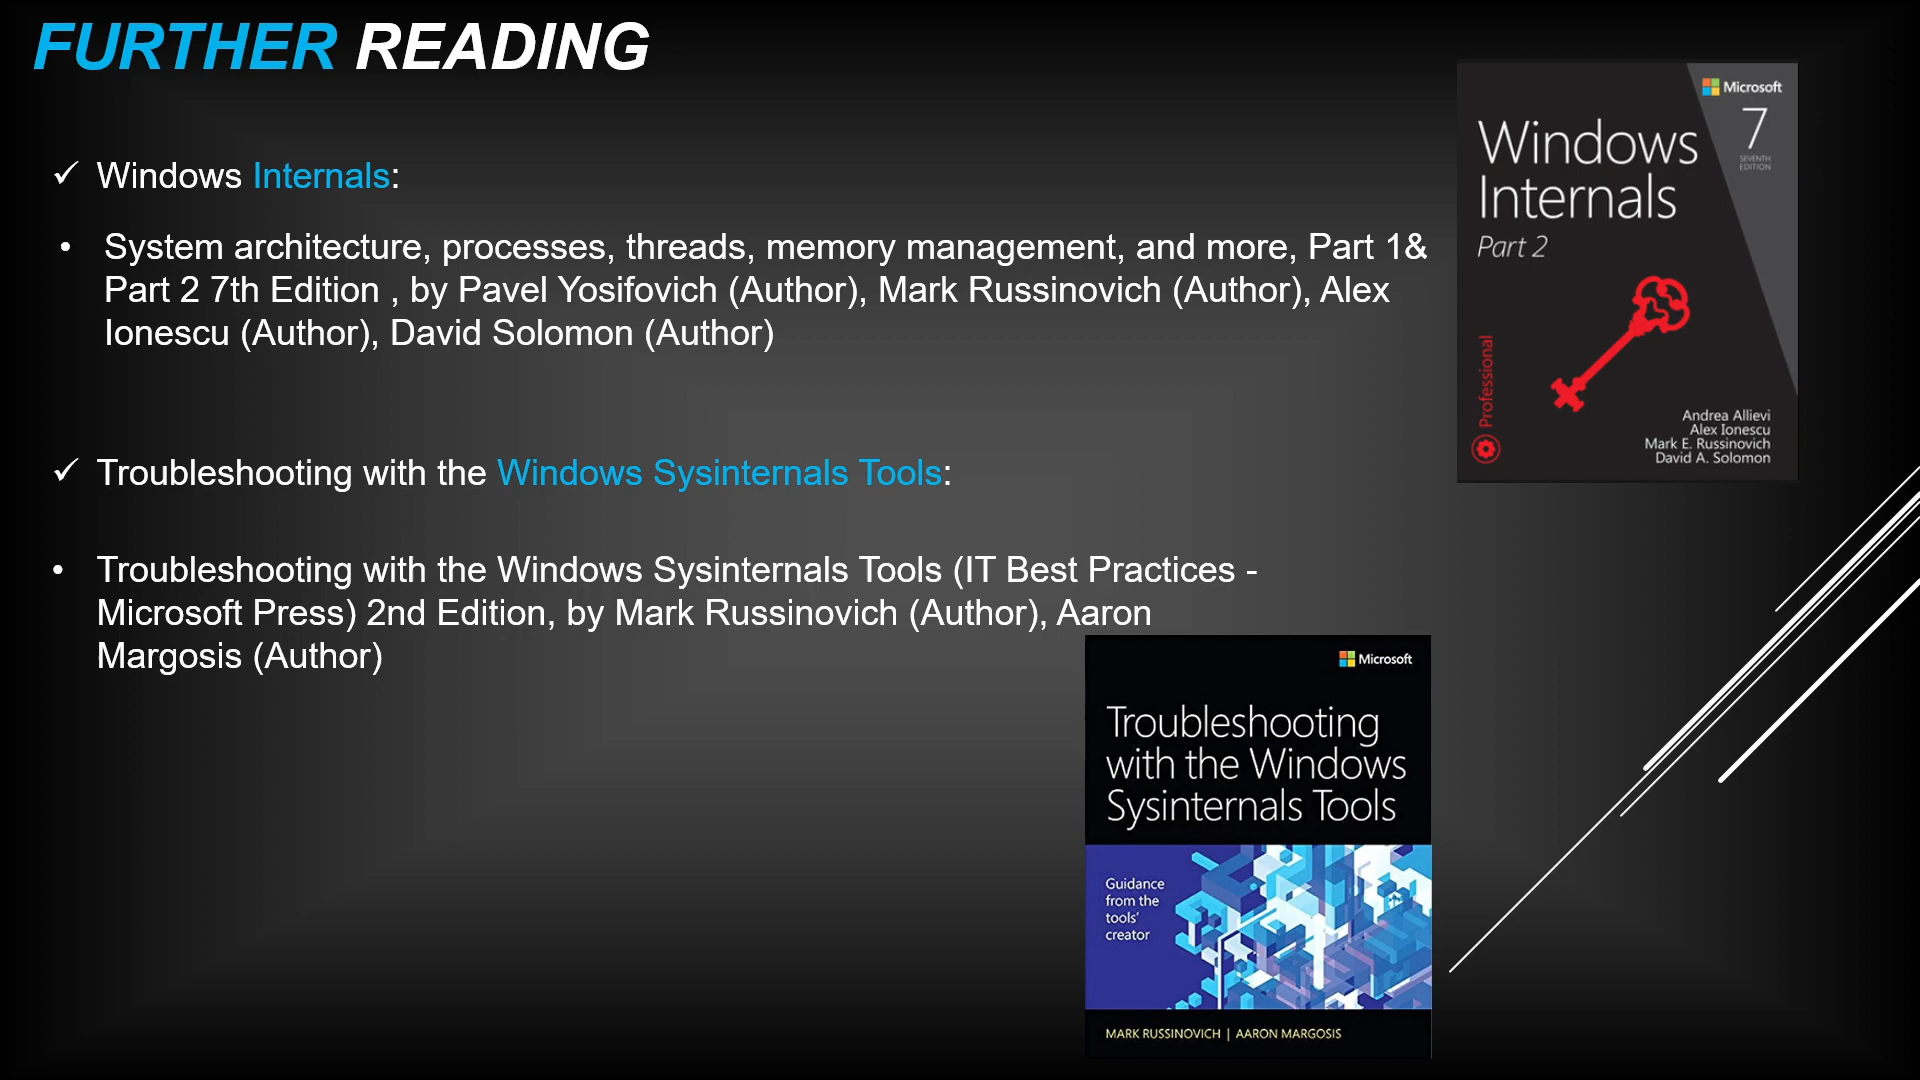 FURTHER READING
✓ Windows Internals:
• System architecture, processes, threads, memory management, and more, Part 1&
Part 2 7th Edition , by Pavel Yosifovich (Author), Mark Russinovich (Author), Alex
Ionescu (Author), David Solomon (Author)
✓ Troubleshooting with the Windows Sysinternals Tools:
• Troubleshooting with the Windows Sysinternals Tools (IT Best Practices -
Microsoft Press) 2nd Edition, by Mark Russinovich (Author), Aaron
Margosis (Author)
Microsoft
7
SEVENTH
EDITION
Windows
Internals
Part 2
Professional
Andrea Allievi
Alex Ionescu
Mark E. Russinovich
David A. Solomon
Microsoft
Troubleshooting
with the Windows
Sysinternals Tools
Guidance
from the
tools'
creator
MARK RUSSINOVICH | AARON MARGOSIS